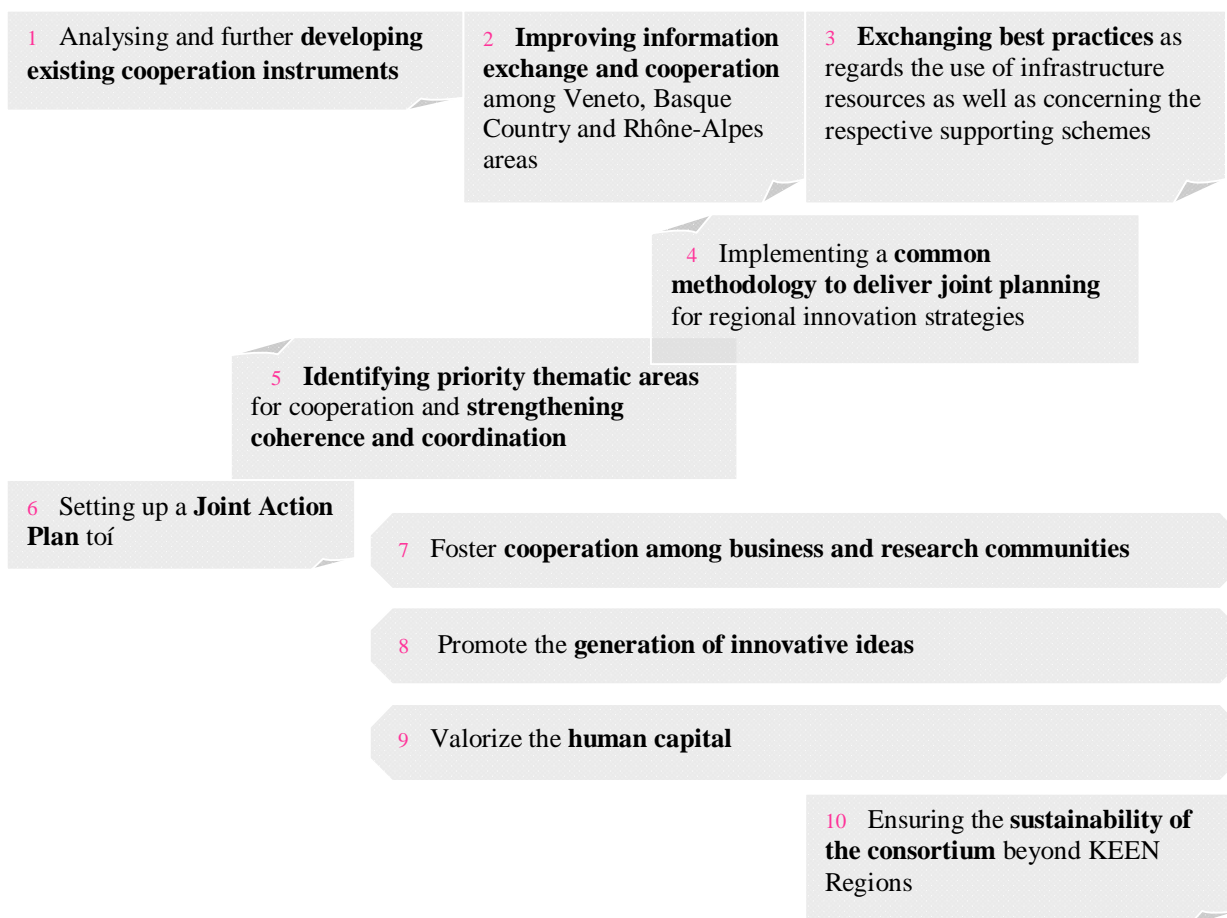 1 Analysing and further developing
existing cooperation instruments
2 Improving information
exchange and cooperation
among Veneto, Basque
Country and Rhône-Alpes
areas
3 Exchanging best practices as
regards the use of infrastructure
resources as well as concerning the
respective supporting schemes
4 Implementing a common
methodology to deliver joint planning
for regional innovation strategies
5 Identifying priority thematic areas
for cooperation and strengthening
coherence and coordination
6 Setting up a Joint Action
Plan toí
7 Foster cooperation among business and research communities
8 Promote the generation of innovative ideas
9 Valorize the human capital
10 Ensuring the sustainability of
the consortium beyond KEEN
Regions